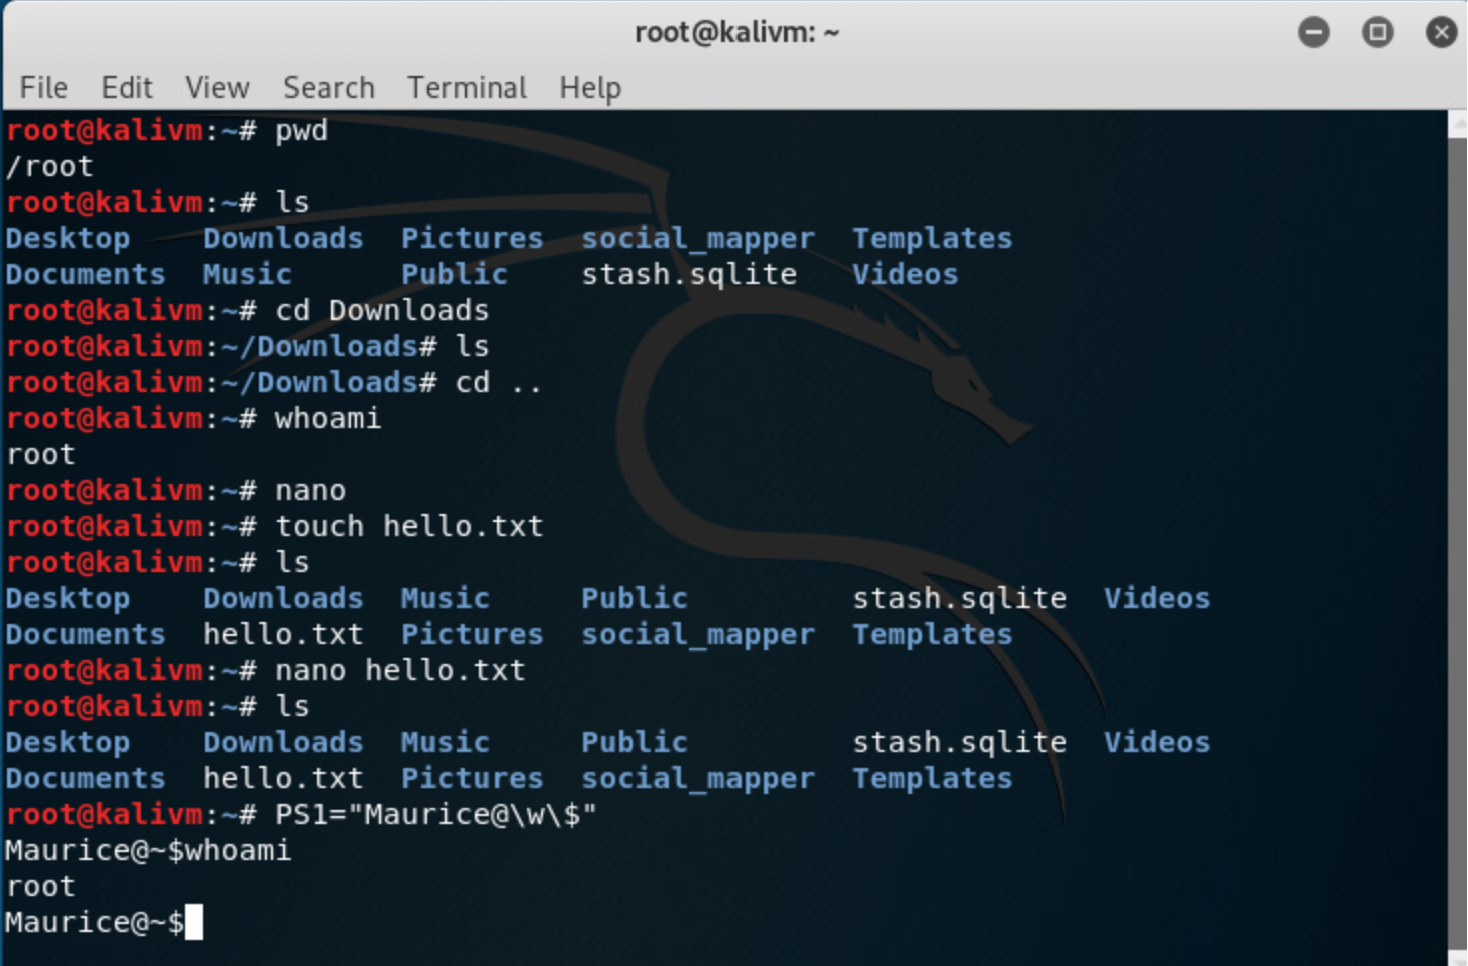 root@kalivm: ~
File Edit View Search Terminal Help
root@kalivm:~# pwd
/root
root@kalivm:~# ls
Desktop    Downloads  Pictures  social_mapper  Templates
Documents  Music      Public    stash.sqlite   Videos
root@kalivm:~# cd Downloads
root@kalivm:~/Downloads# ls
root@kalivm:~/Downloads# cd ..
root@kalivm:~# whoami
root
root@kalivm:~# nano
root@kalivm:~# touch hello.txt
root@kalivm:~# ls
Desktop    Downloads  Music     Public         stash.sqlite  Videos
Documents  hello.txt  Pictures  social_mapper  Templates
root@kalivm:~# nano hello.txt
root@kalivm:~# ls
Desktop    Downloads  Music     Public         stash.sqlite  Videos
Documents  hello.txt  Pictures  social_mapper  Templates
root@kalivm:~# PS1="Maurice@\w\$"
Maurice@~$whoami
root
Maurice@~$